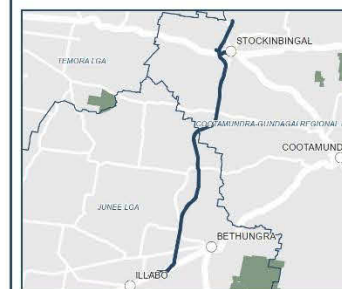 STOCKINBINGAL
TEMORA LGA
COOTAMUNDRA-GUNDAGAI REGIONAL
COOTAMUND
JUNEE LGA
BETHUNGRA
ILLABO